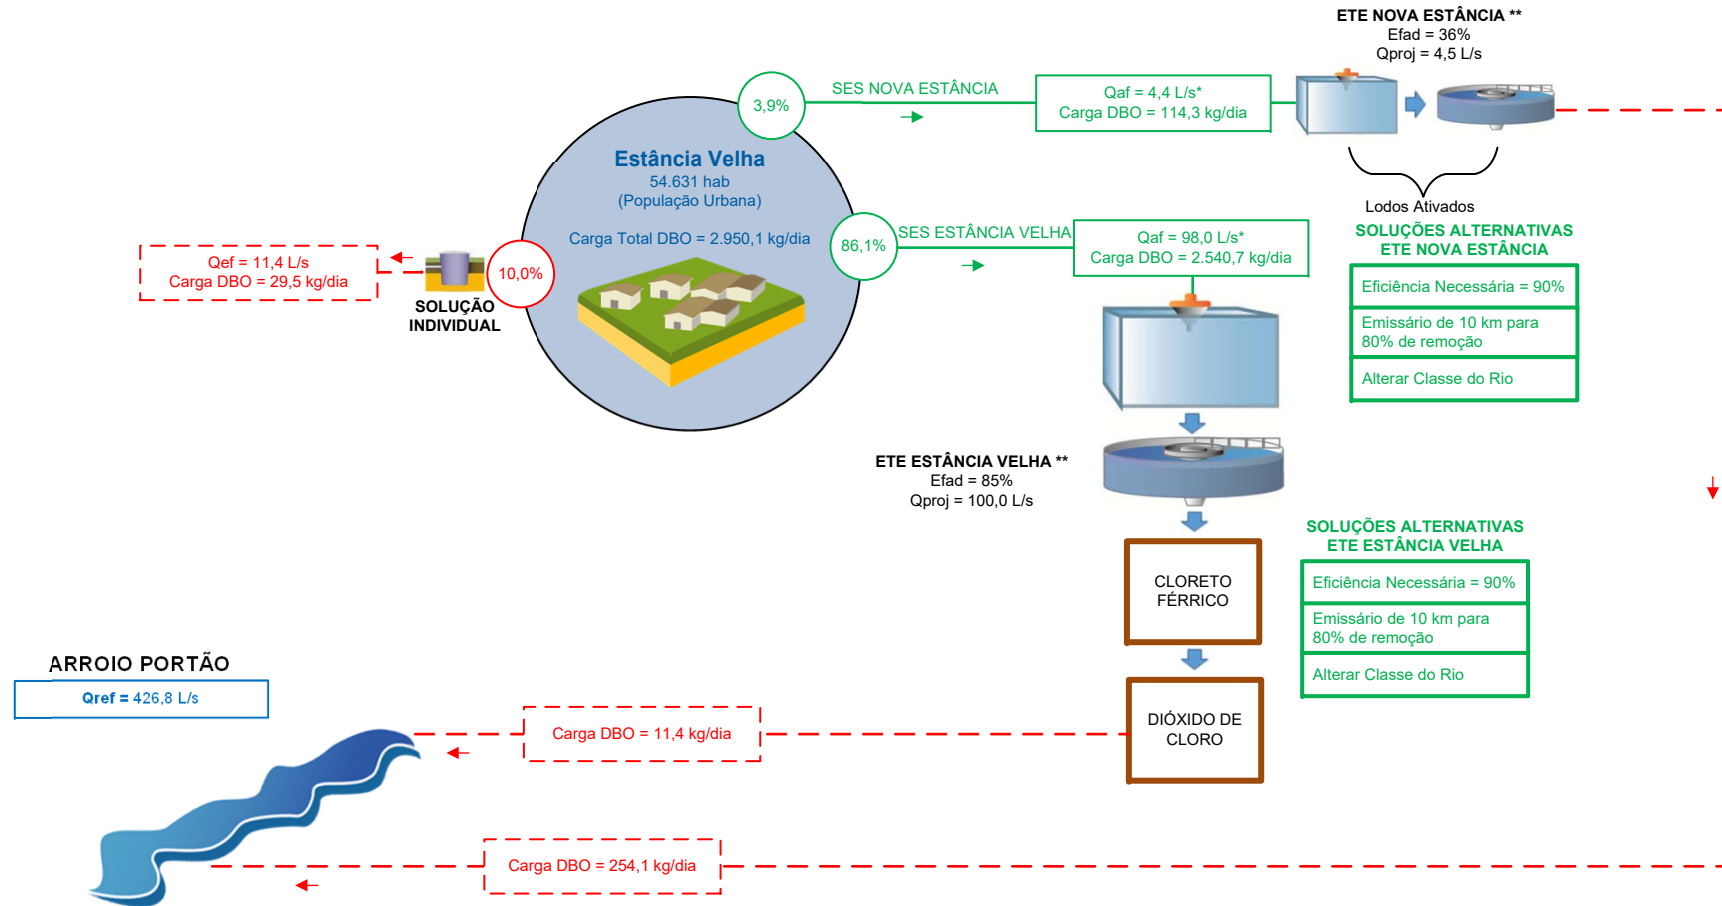 ETE NOVA ESTÂNCIA **
Efad = 36%
Qproj = 4,5 L/s
3,9%
SES NOVA ESTÂNCIA
Qaf = 4,4 L/s*
Carga DBO = 114,3 kg/dia
Lodos Ativados
Estância Velha
54.631 hab
(População Urbana)
Carga Total DBO = 2.950,1 kg/dia
86,1%
SES ESTÂNCIA VELHA
Qaf = 98,0 L/s*
Carga DBO = 2.540,7 kg/dia
SOLUÇÕES ALTERNATIVAS
ETE NOVA ESTÂNCIA
Eficiência Necessária = 90%
Emissário de 10 km para
80% de remoção
Alterar Classe do Rio
Qef = 11,4 L/s
Carga DBO = 29,5 kg/dia
10,0%
SOLUÇÃO
INDIVIDUAL
ETE ESTÂNCIA VELHA **
Efad = 85%
Qproj = 100,0 L/s
SOLUÇÕES ALTERNATIVAS
ETE ESTÂNCIA VELHA
Eficiência Necessária = 90%
Emissário de 10 km para
80% de remoção
Alterar Classe do Rio
CLORETO
FÉRRICO
DIÓXIDO DE
CLORO
ARROIO PORTÃO
Qref = 426,8 L/s
Carga DBO = 11,4 kg/dia
Carga DBO = 254,1 kg/dia